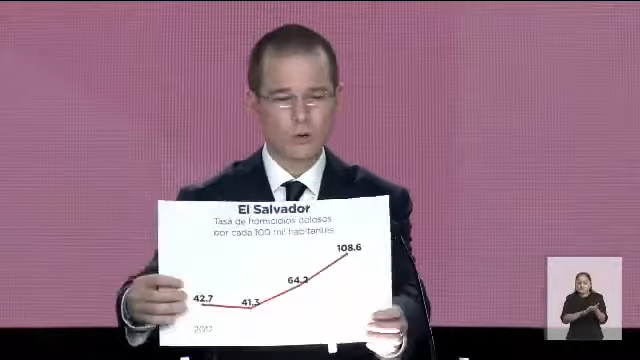 El Salvador
Tasa de homicidios dolosos
por cada 100 mil habitantes
108.6
64.2
42.7
41.3
2012